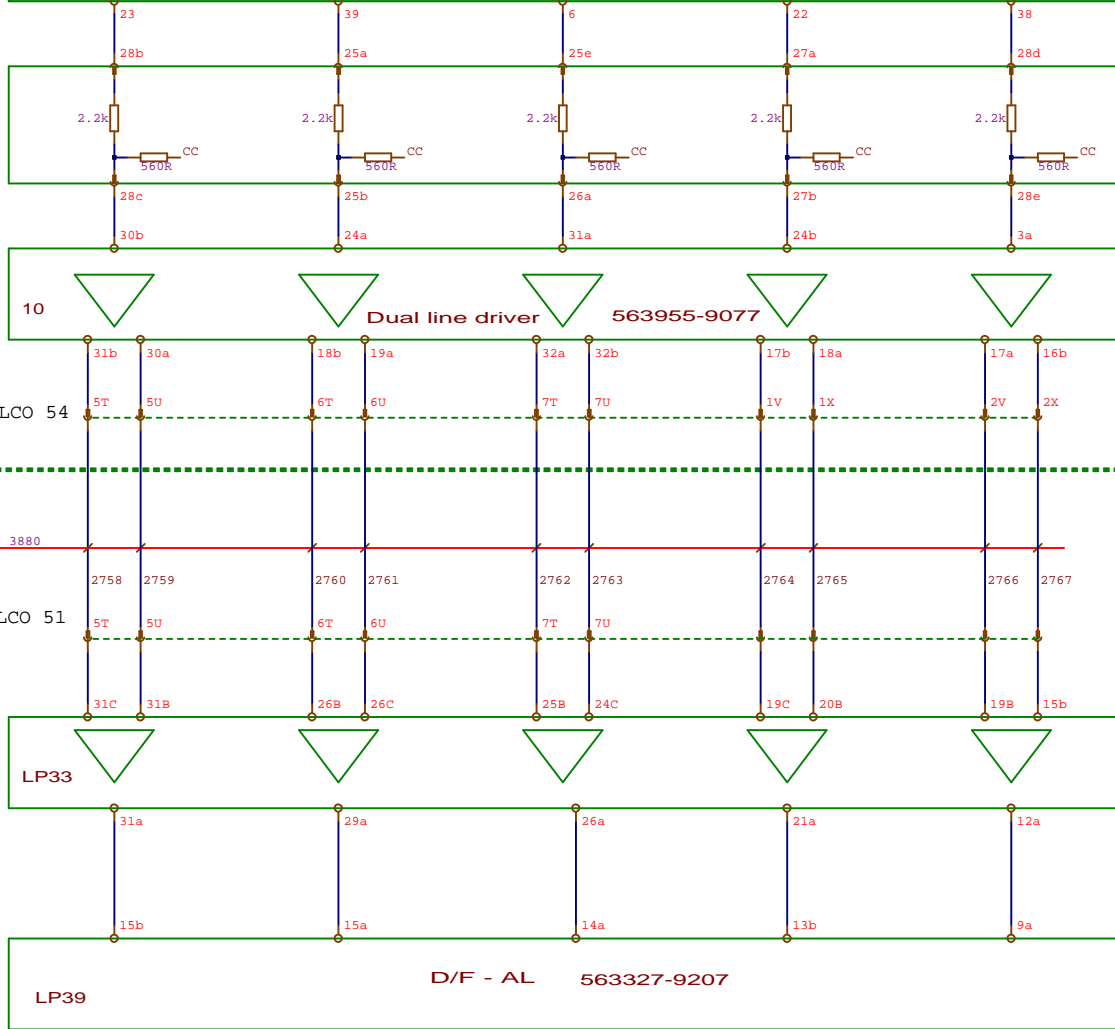 23 39 6 22 38
28b 25a 25e 27a 28d
2.2k 2.2k 2.2k 2.2k 2.2k
CC CC CC CC CC
560R 560R 560R 560R 560R
28c 25b 26a 27b 28e
30b 24a 31a 24b 3a
10 Dual line driver 563955-9077
31b 30a 18b 19a 32a 32b 17b 18a 17a 16b
LCO 54 5T 5U 6T 6U 7T 7U 1V 1X 2V 2X
3880
2758 2759 2760 2761 2762 2763 2764 2765 2766 2767
LCO 51 5T 5U 6T 6U 7T 7U
31C 31B 26B 26C 25B 24C 19C 20B 19B 15b
LP33
31a 29a 26a 21a 12a
15b 15a 14a 13b 9a
D/F - AL 563327-9207
LP39